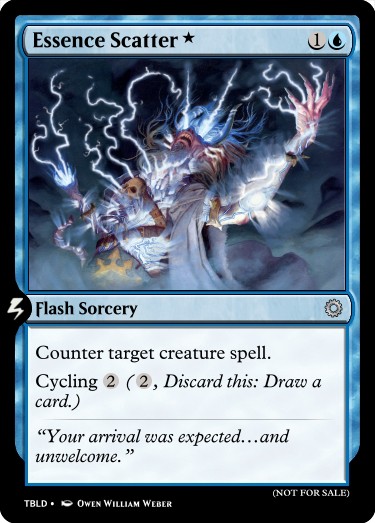 Essence Scatter★ 1
Flash Sorcery
Counter target creature spell.
Cycling 2 (2, Discard this: Draw a
card.)
“Your arrival was expected…and
unwelcome.”
(NOT FOR SALE)
TBLD • Owen William Weber